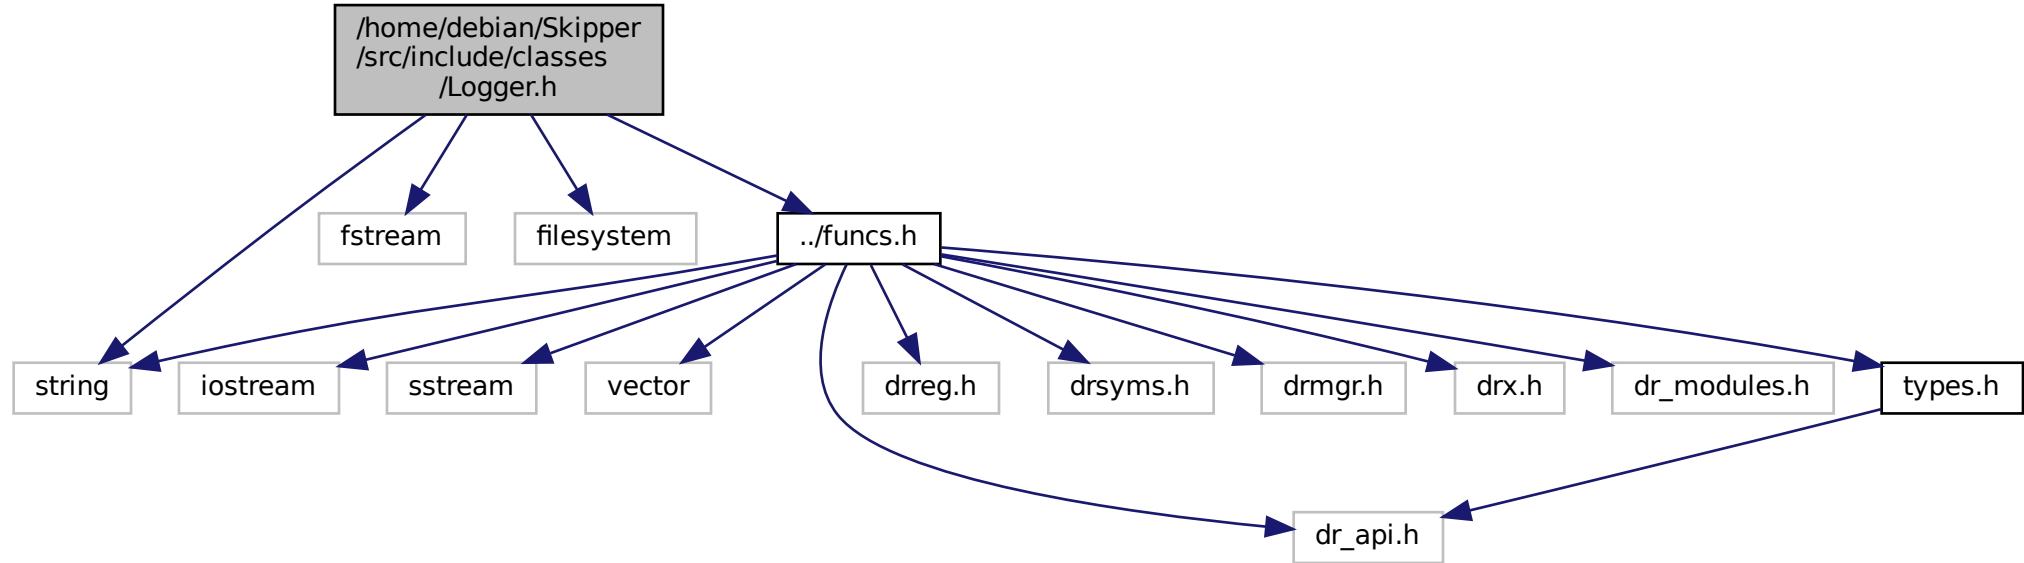 /home/debian/Skipper
/src/include/classes
/Logger.h
fstream
filesystem
../funcs.h
string
iostream
sstream
vector
drreg.h
drsyms.h
drmgr.h
drx.h
dr_modules.h
types.h
dr_api.h